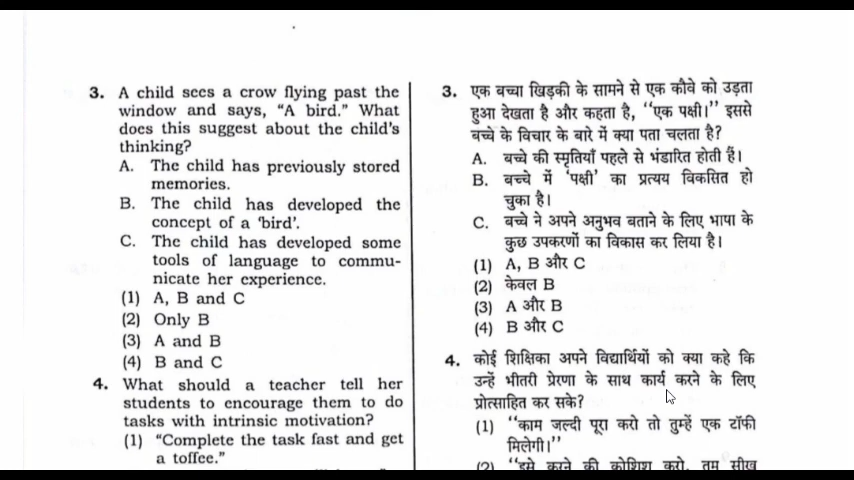 3. A child sees a crow flying past the
window and says, “A bird.” What
does this suggest about the child’s
thinking?
A. The child has previously stored
memories.
B. The child has developed the
concept of a ‘bird’.
C. The child has developed some
tools of language to commu-
nicate her experience.
(1) A, B and C
(2) Only B
(3) A and B
(4) B and C
4. What should a teacher tell her
students to encourage them to do
tasks with intrinsic motivation?
(1) “Complete the task fast and get
a toffee.”
3. एक बच्चा खिड़की के सामने से एक कौवे को उड़ता
हुआ देखता है और कहता है, ‘‘एक पक्षी।’’ इससे
बच्चे के विचार के बारे में क्या पता चलता है?
A. बच्चे की स्मृतियाँ पहले से भंडारित होती हैं।
B. बच्चे में ‘पक्षी’ का प्रत्यय विकसित हो
चुका है।
C. बच्चे ने अपने अनुभव बताने के लिए भाषा के
कुछ उपकरणों का विकास कर लिया है।
(1) A, B और C
(2) केवल B
(3) A और B
(4) B और C
4. कोई शिक्षिका अपने विद्यार्थियों को क्या कहे कि
उन्हें भीतरी प्रेरणा के साथ कार्य करने के लिए
प्रोत्साहित कर सके?
(1) ‘‘काम जल्दी पूरा करो तो तुम्हें एक टॉफी
मिलेगी।’’
(2) ‘‘इसे करने की कोशिश करो, तुम सीख